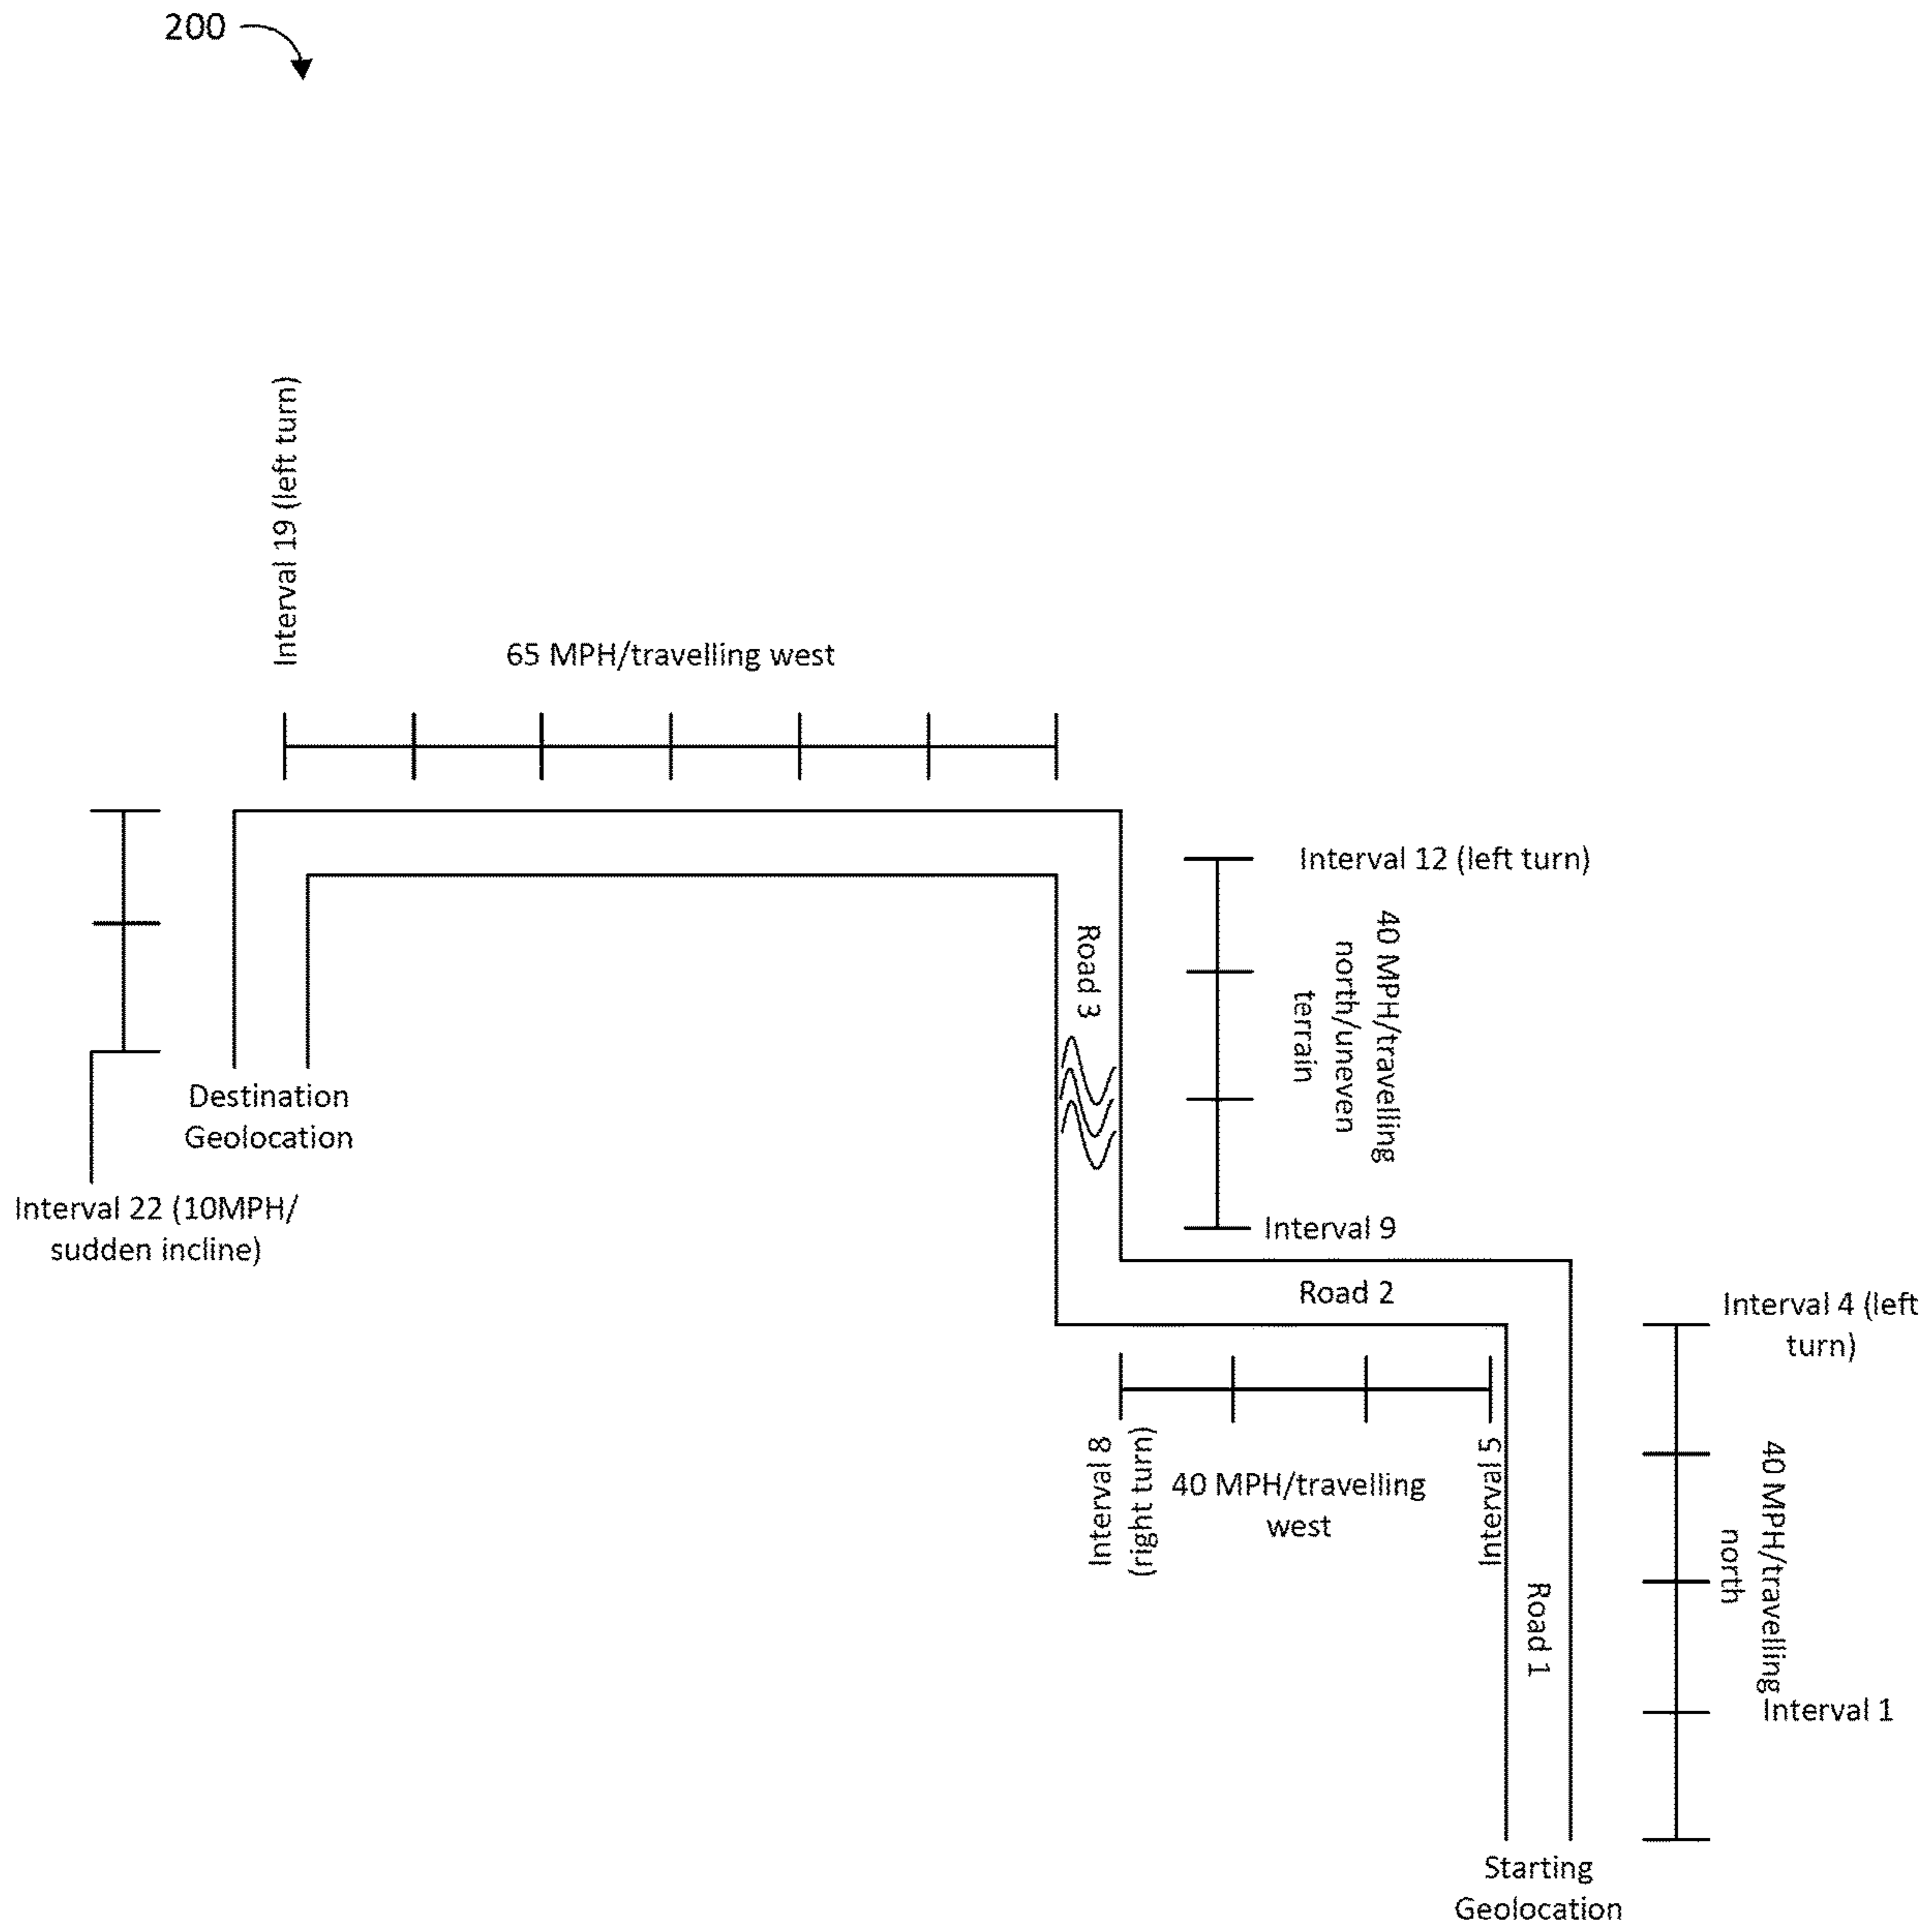 200
Interval 19 (left turn)
65 MPH/travelling west
Interval 12 (left turn)
40 MPH/travelling
north/uneven
terrain
Road 3
Destination
Geolocation
Interval 22 (10MPH/
sudden incline)
Interval 9
Road 2
Interval 4 (left
turn)
Interval 8
(right turn)
40 MPH/travelling
west
Interval 5
40 MPH/travelling
north
Road 1
Interval 1
Starting
Geolocation